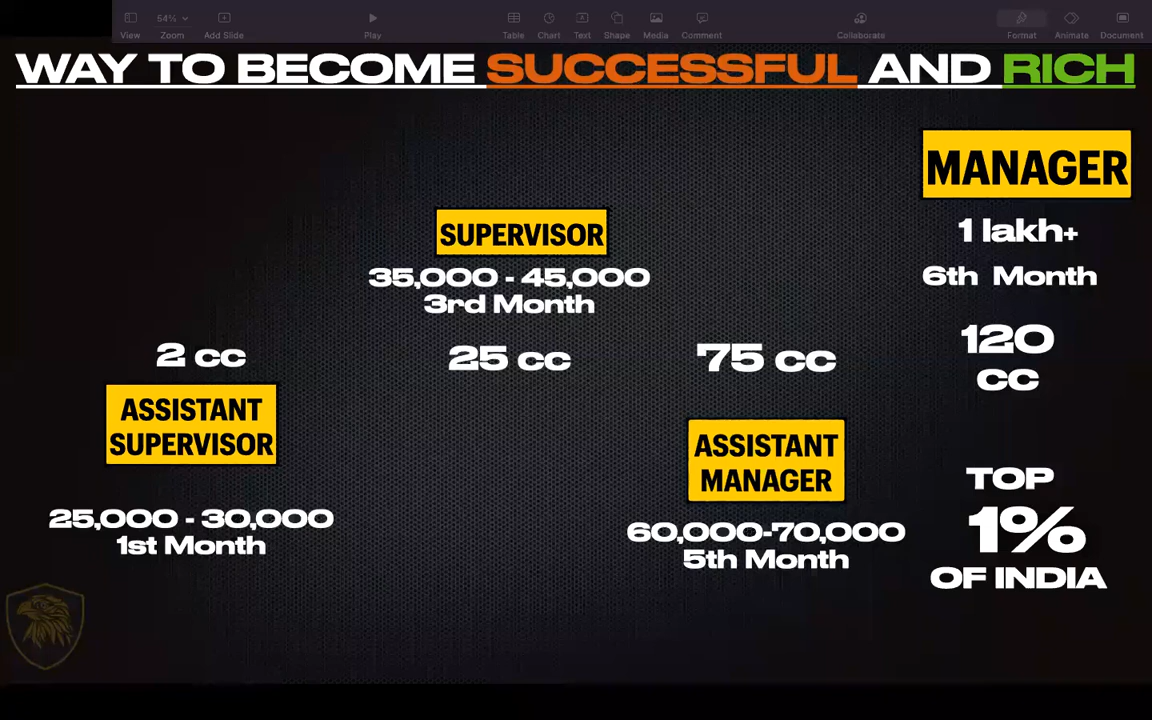 View
54%
Zoom
Add Slide
Play
Table
Chart
Text
Shape
Media
Comment
Collaborate
Format
Animate
Document
WAY TO BECOME SUCCESSFUL AND RICH
MANAGER
1 lakh+
6th Month
120
cc
TOP
1%
OF INDIA
SUPERVISOR
35,000 - 45,000
3rd Month
25 cc
2 cc
ASSISTANT
SUPERVISOR
25,000 - 30,000
1st Month
75 cc
ASSISTANT
MANAGER
60,000-70,000
5th Month